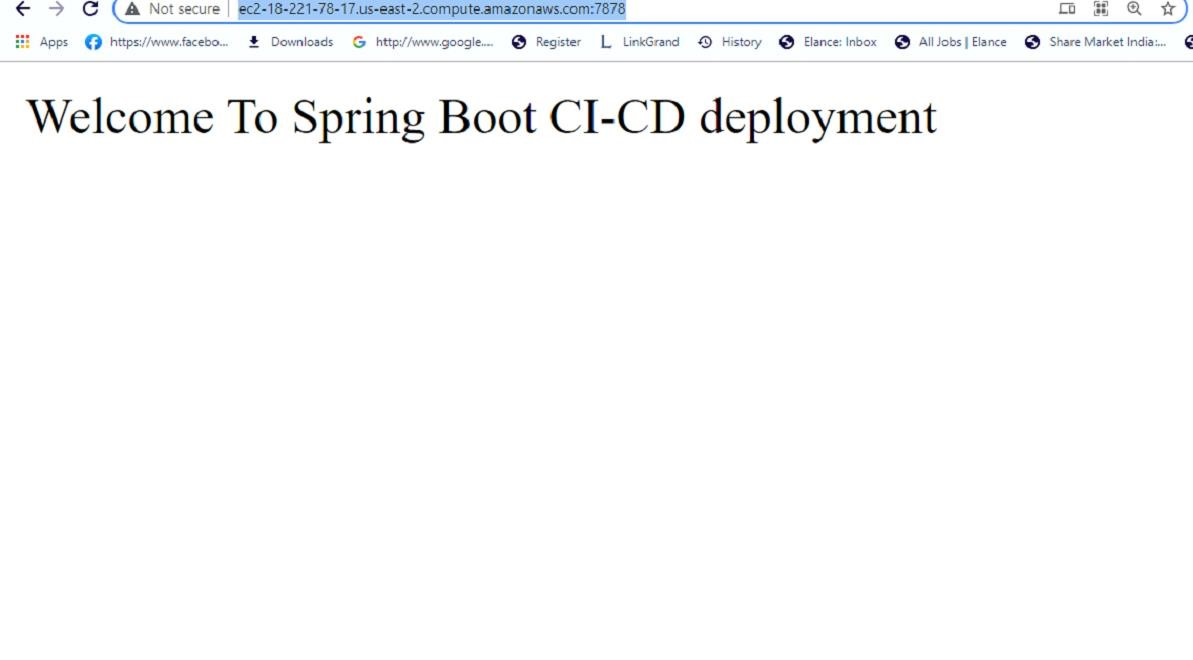 Not secure ec2-18-221-78-17.us-east-2.compute.amazonaws.com:7878
Apps https://www.facebo... Downloads http://www.google.... Register LinkGrand History Elance: Inbox All Jobs | Elance Share Market India:...
Welcome To Spring Boot CI-CD deployment